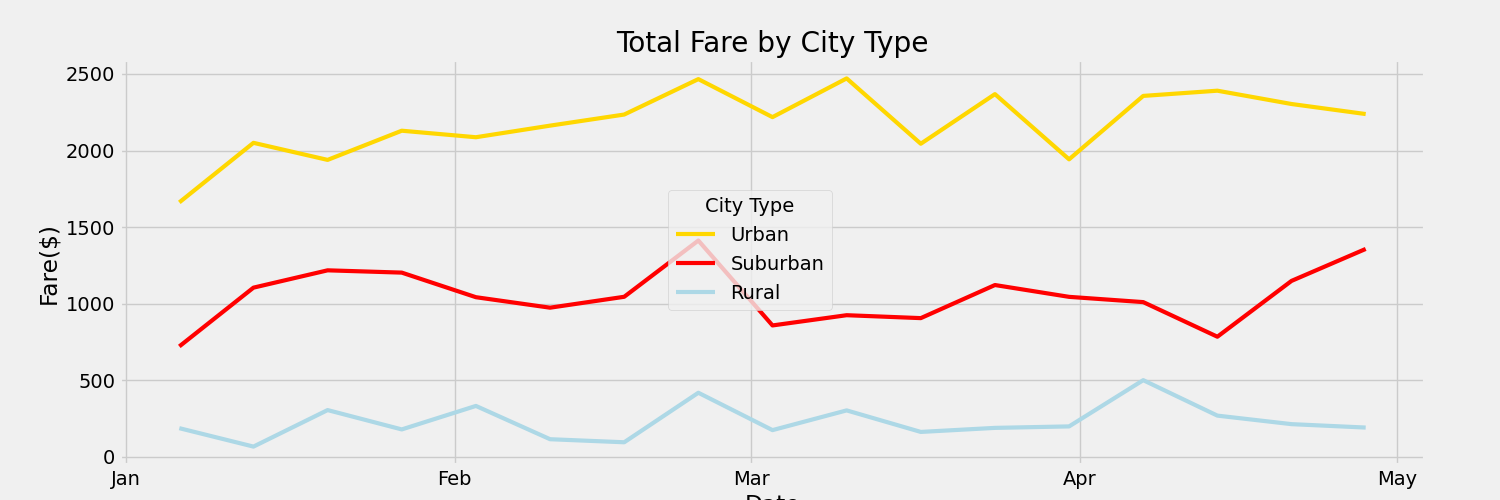 Total Fare by City Type
2500
2000
1500
1000
500
0
Fare($)
City Type
Urban
Suburban
Rural
Jan Feb Mar Apr May
Date